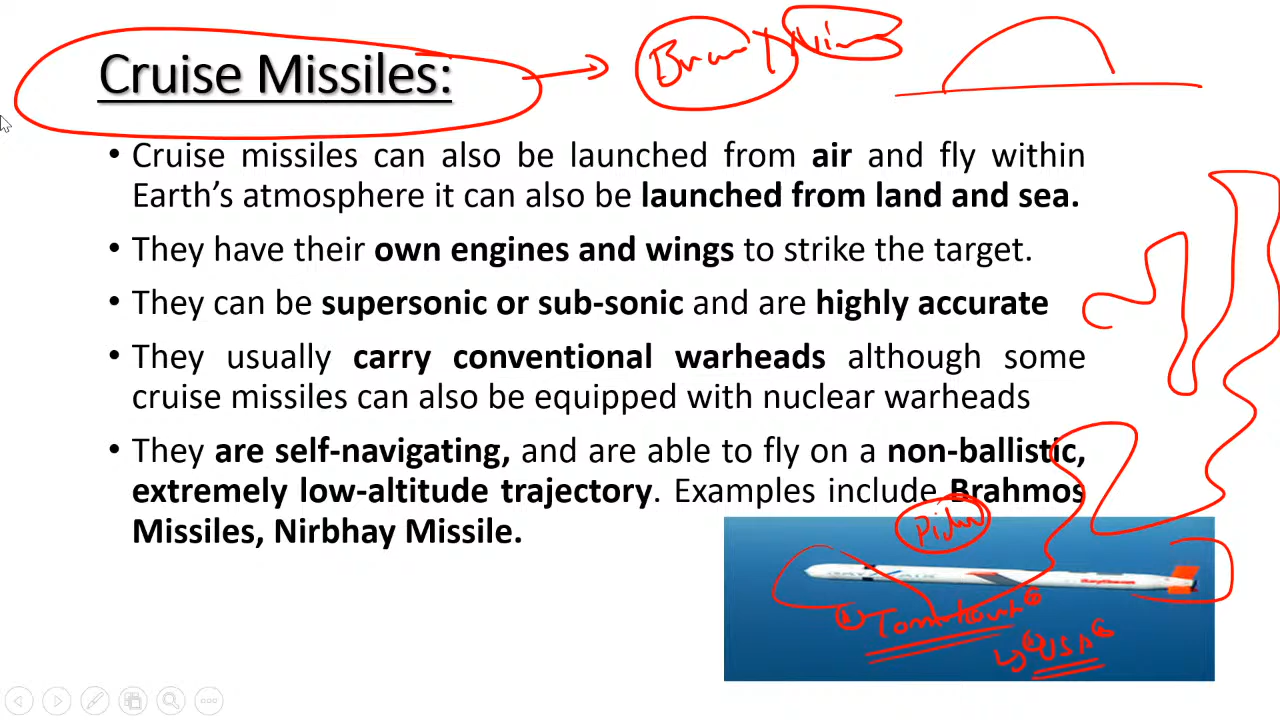 Cruise Missiles:
• Cruise missiles can also be launched from air and fly within
Earth’s atmosphere it can also be launched from land and sea.
• They have their own engines and wings to strike the target.
• They can be supersonic or sub-sonic and are highly accurate
• They usually carry conventional warheads although some
cruise missiles can also be equipped with nuclear warheads
• They are self-navigating, and are able to fly on a non-ballistic,
extremely low-altitude trajectory. Examples include Brahmos
Missiles, Nirbhay Missile.
USA